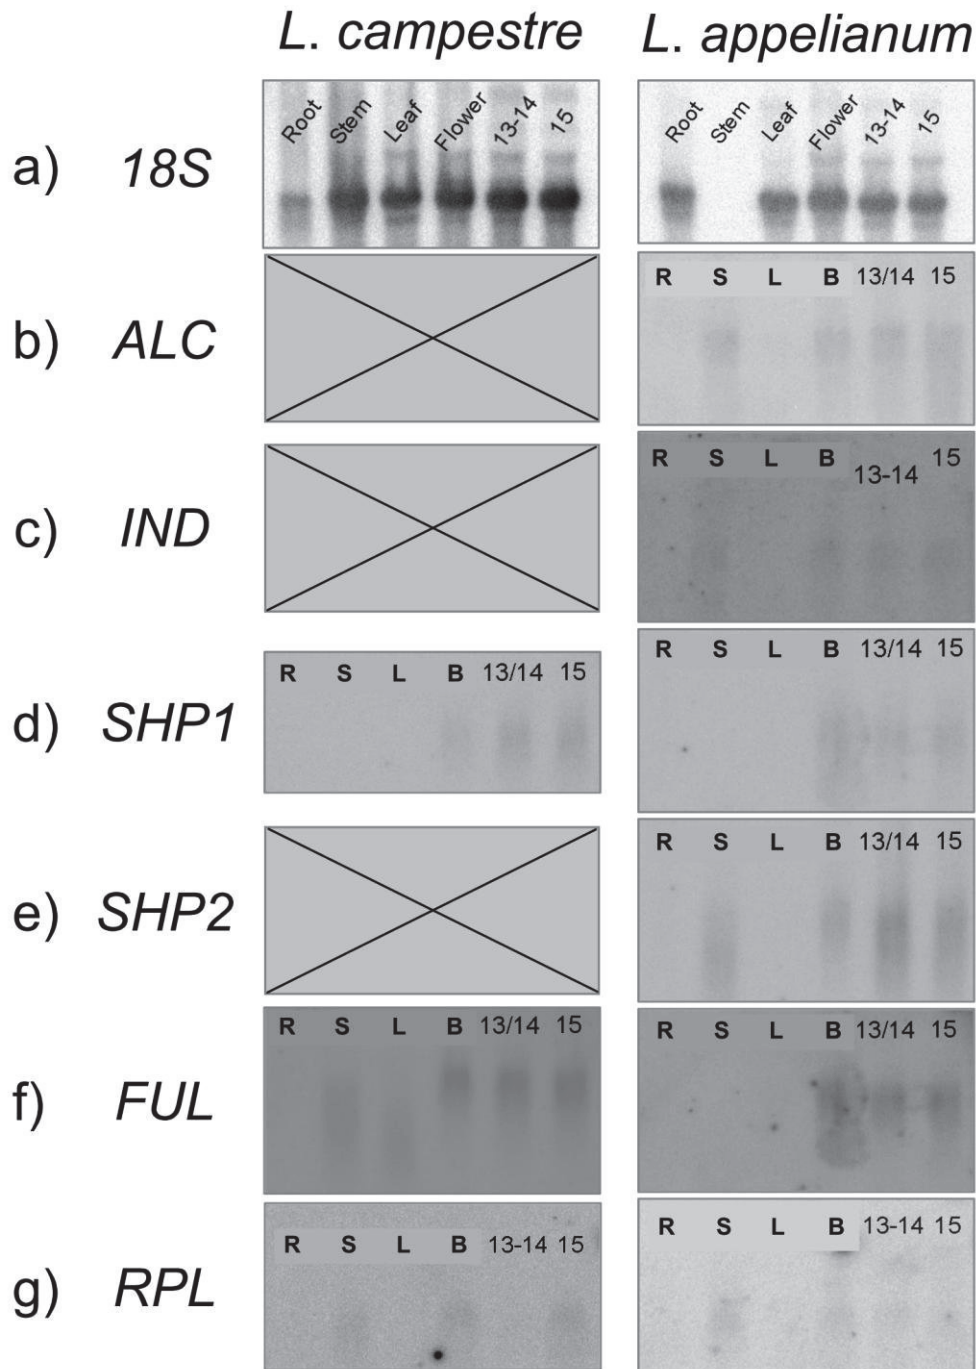 L. campestre L. appelianum
a) 18S Root Stem Leaf Flower 13-14 15 Root Stem Leaf Flower 13-14 15
b) ALC R S L B 13/14 15
c) IND R S L B 13-14 15
d) SHP1 R S L B 13/14 15 R S L B 13/14 15
e) SHP2 R S L B 13/14 15
f) FUL R S L B 13/14 15 R S L B 13/14 15
g) RPL R S L B 13-14 15 R S L B 13-14 15